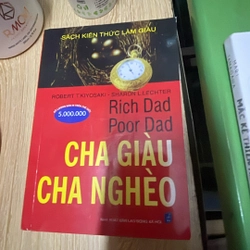 SÁCH KIẾN THỨC LÀM GIÀU
ROBERT T.KIYOSAKI - SHARON L.LECHTER
Rich Dad
Poor Dad
5.000.000
CHA GIÀU
CHA NGHÈO